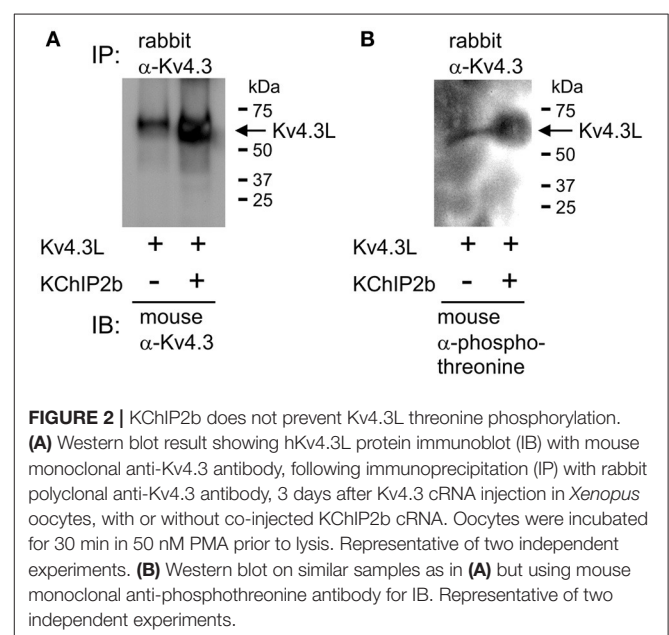 A
IP:
rabbit
α-Kv4.3
kDa
75
Kv4.3L
50
37
25
Kv4.3L + +
KChIP2b - +
IB:
mouse
α-Kv4.3
B
rabbit
α-Kv4.3
kDa
75
Kv4.3L
50
37
25
Kv4.3L + +
KChIP2b - +
mouse
α-phospho-
threonine
FIGURE 2 | KChIP2b does not prevent Kv4.3L threonine phosphorylation.
(A) Western blot result showing hKv4.3L protein immunoblot (IB) with mouse
monoclonal anti-Kv4.3 antibody, following immunoprecipitation (IP) with rabbit
polyclonal anti-Kv4.3 antibody, 3 days after Kv4.3 cRNA injection in Xenopus
oocytes, with or without co-injected KChIP2b cRNA. Oocytes were incubated
for 30 min in 50 nM PMA prior to lysis. Representative of two independent
experiments. (B) Western blot on similar samples as in (A) but using mouse
monoclonal anti-phosphothreonine antibody for IB. Representative of two
independent experiments.